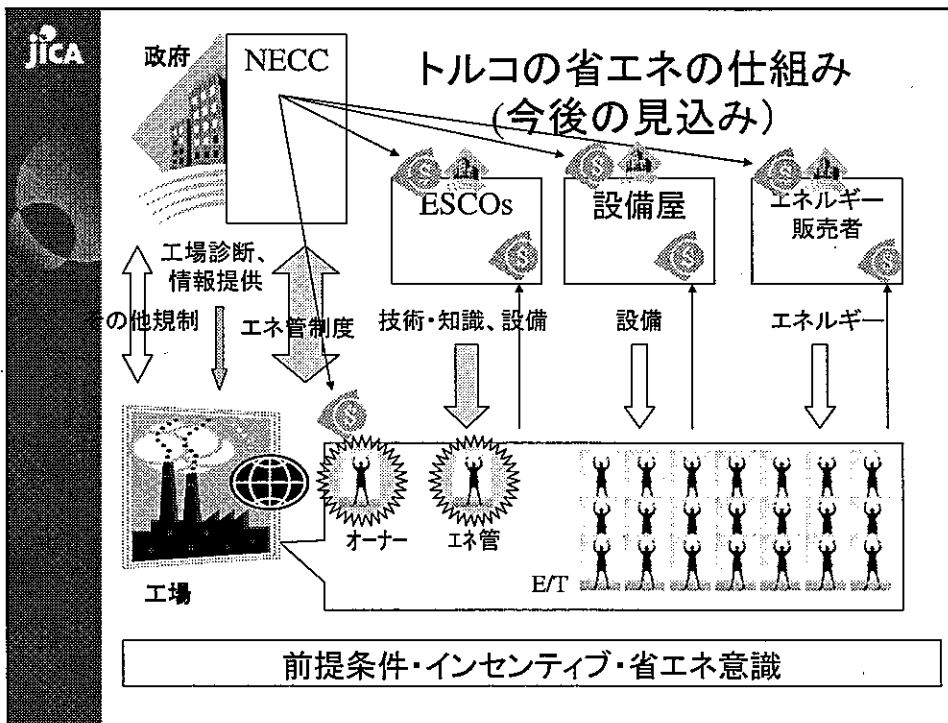 jICA
政府
NECC
トルコの省エネの仕組み
(今後の見込み)
ESCOs
設備屋
エネルギー
販売者
工場診断、
情報提供
その他規制
エネ管制度
技術・知識、設備
設備
エネルギー
オーナー
エネ管
E/T
工場
前提条件・インセンティブ・省エネ意識